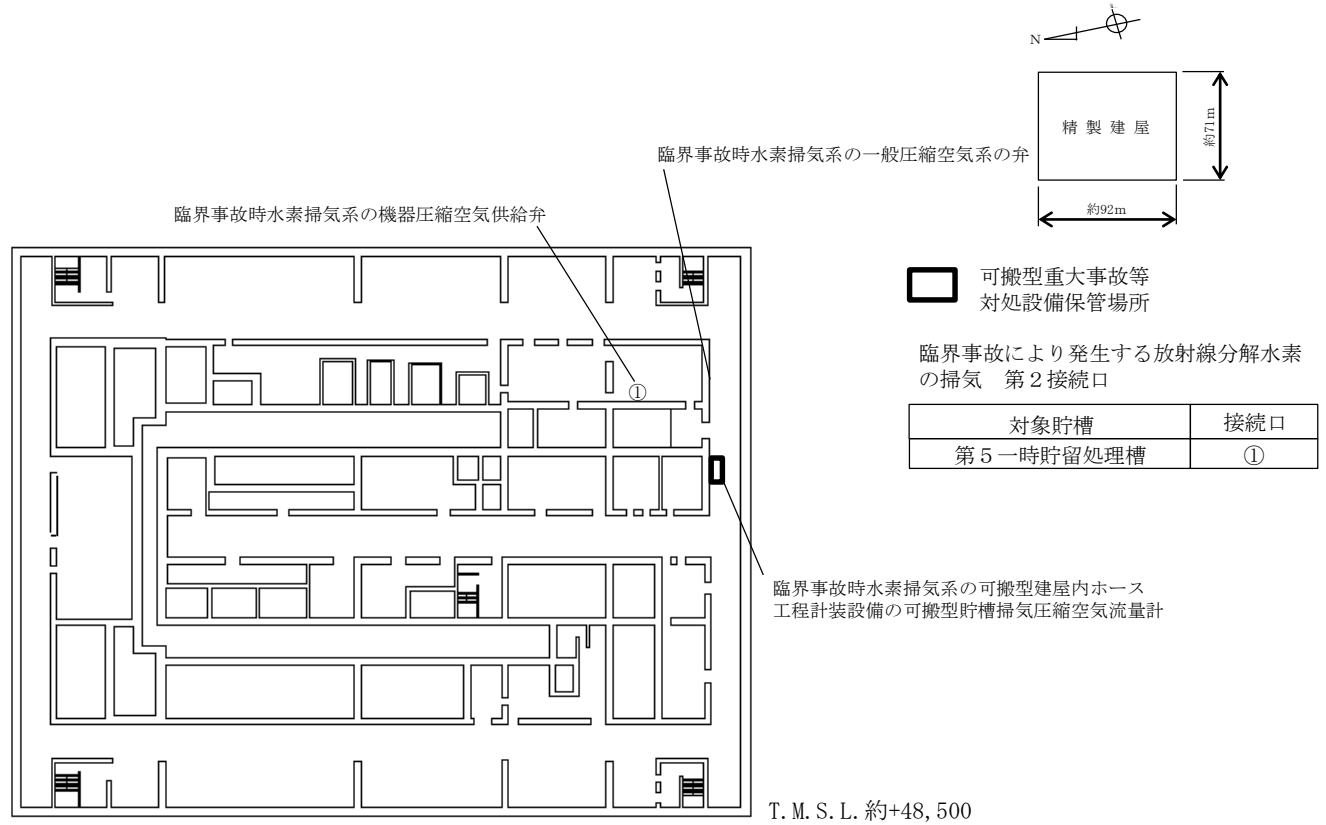 N
精製建屋
約71m
約92m
臨界事故時水素掃気系の一般圧縮空気系の弁
臨界事故時水素掃気系の機器圧縮空気供給弁
可搬型重大事故等
対処設備保管場所
臨界事故により発生する放射線分解水素
の掃気 第2接続口
対象貯槽 接続口
第5一時貯留処理槽 ①
①
臨界事故時水素掃気系の可搬型建屋内ホース
工程計装設備の可搬型貯槽掃気圧縮空気流量計
T.M.S.L.約+48,500